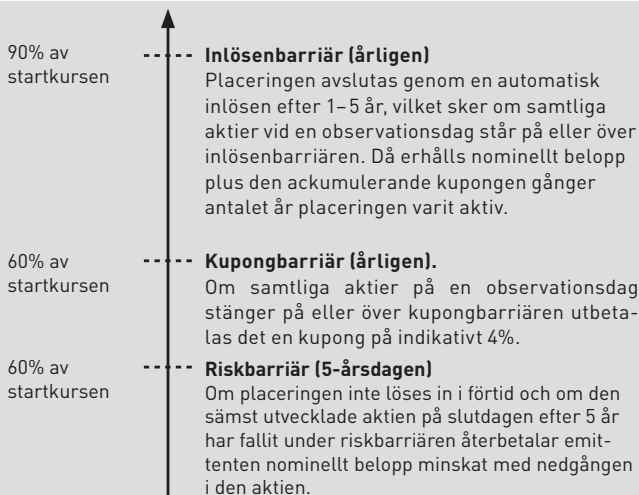 90% av
startkursen
Inlösenbarriär (årligen)
Placeringen avslutas genom en automatisk
inlösen efter 1–5 år, vilket sker om samtliga
aktier vid en observationsdag står på eller över
inlösenbarriären. Då erhålls nominellt belopp
plus den ackumulerande kupongen gånger
antalet år placeringen varit aktiv.
60% av
startkursen
Kupongbarriär (årligen).
Om samtliga aktier på en observationsdag
stänger på eller över kupongbarriären utbeta-
las det en kupong på indikativt 4%.
60% av
startkursen
Riskbarriär (5-årsdagen)
Om placeringen inte löses in i förtid och om den
sämst utvecklade aktien på slutdagen efter 5 år
har fallit under riskbarriären återbetalar emit-
tenten nominellt belopp minskat med nedgången
i den aktien.